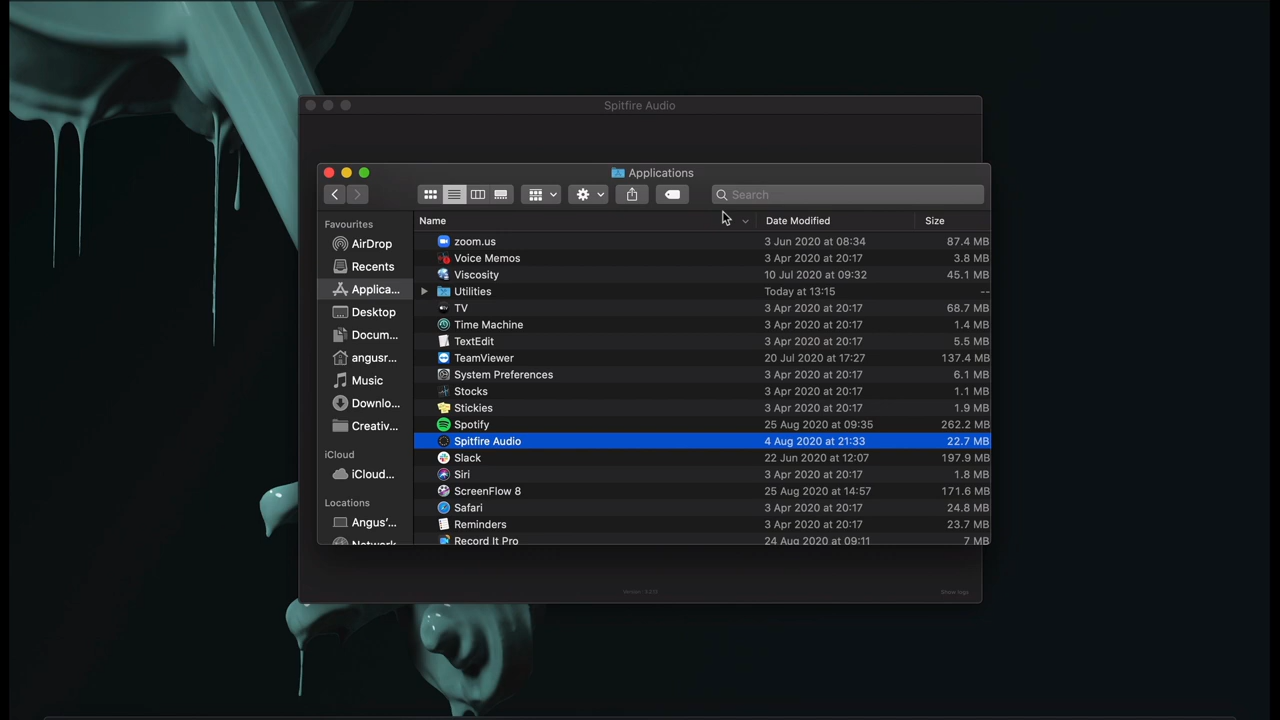 Spitfire Audio
Applications
Search
Favourites
AirDrop
Recents
Applica...
Desktop
Docum...
angusr...
Music
Downlo...
Creativ...
iCloud
iCloud...
Locations
Angus'...
Network
Name Date Modified Size
zoom.us 3 Jun 2020 at 08:34 87.4 MB
Voice Memos 3 Apr 2020 at 20:17 3.8 MB
Viscosity 10 Jul 2020 at 09:32 45.1 MB
Utilities Today at 13:15 --
TV 3 Apr 2020 at 20:17 68.7 MB
Time Machine 3 Apr 2020 at 20:17 1.4 MB
TextEdit 3 Apr 2020 at 20:17 5.5 MB
TeamViewer 20 Jul 2020 at 17:27 137.4 MB
System Preferences 3 Apr 2020 at 20:17 6.1 MB
Stocks 3 Apr 2020 at 20:17 1.1 MB
Stickies 3 Apr 2020 at 20:17 1.9 MB
Spotify 25 Aug 2020 at 09:35 262.2 MB
Spitfire Audio 4 Aug 2020 at 21:33 22.7 MB
Slack 22 Jun 2020 at 12:07 197.9 MB
Siri 3 Apr 2020 at 20:17 1.8 MB
ScreenFlow 8 25 Aug 2020 at 14:57 171.6 MB
Safari 3 Apr 2020 at 20:17 24.8 MB
Reminders 3 Apr 2020 at 20:17 23.7 MB
Record It Pro 24 Aug 2020 at 09:11 7 MB
Show logs